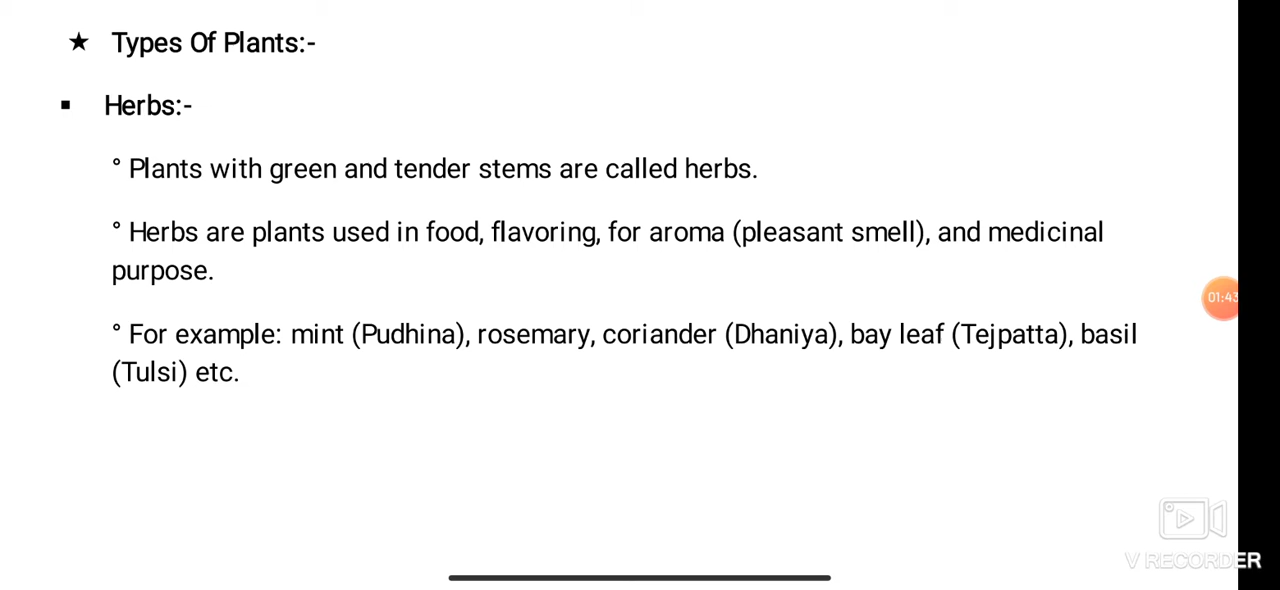 ★ Types Of Plants:-
▪ Herbs:-
° Plants with green and tender stems are called herbs.
° Herbs are plants used in food, flavoring, for aroma (pleasant smell), and medicinal
purpose.
01:43
° For example: mint (Pudhina), rosemary, coriander (Dhaniya), bay leaf (Tejpatta), basil
(Tulsi) etc.
V RECORDER